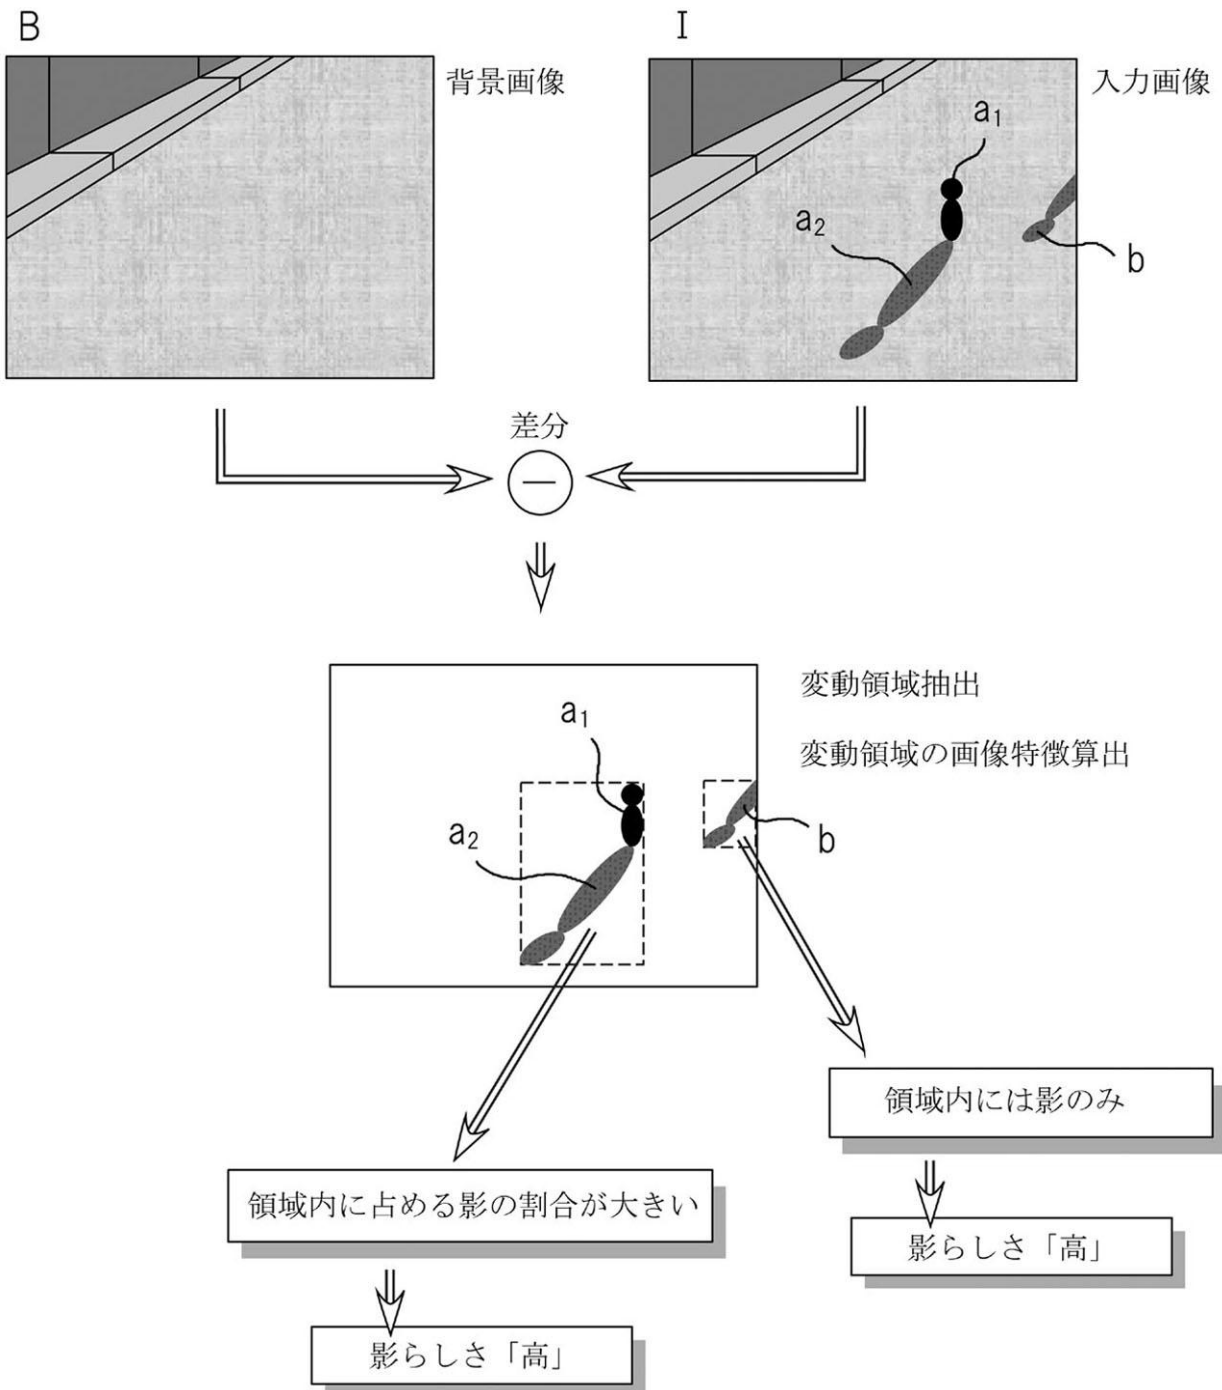 B
I
背景画像
入力画像
a1
a2
b
差分
変動領域抽出
変動領域の画像特徴算出
a1
a2
b
領域内には影のみ
領域内に占める影の割合が大きい
影らしさ「高」
影らしさ「高」